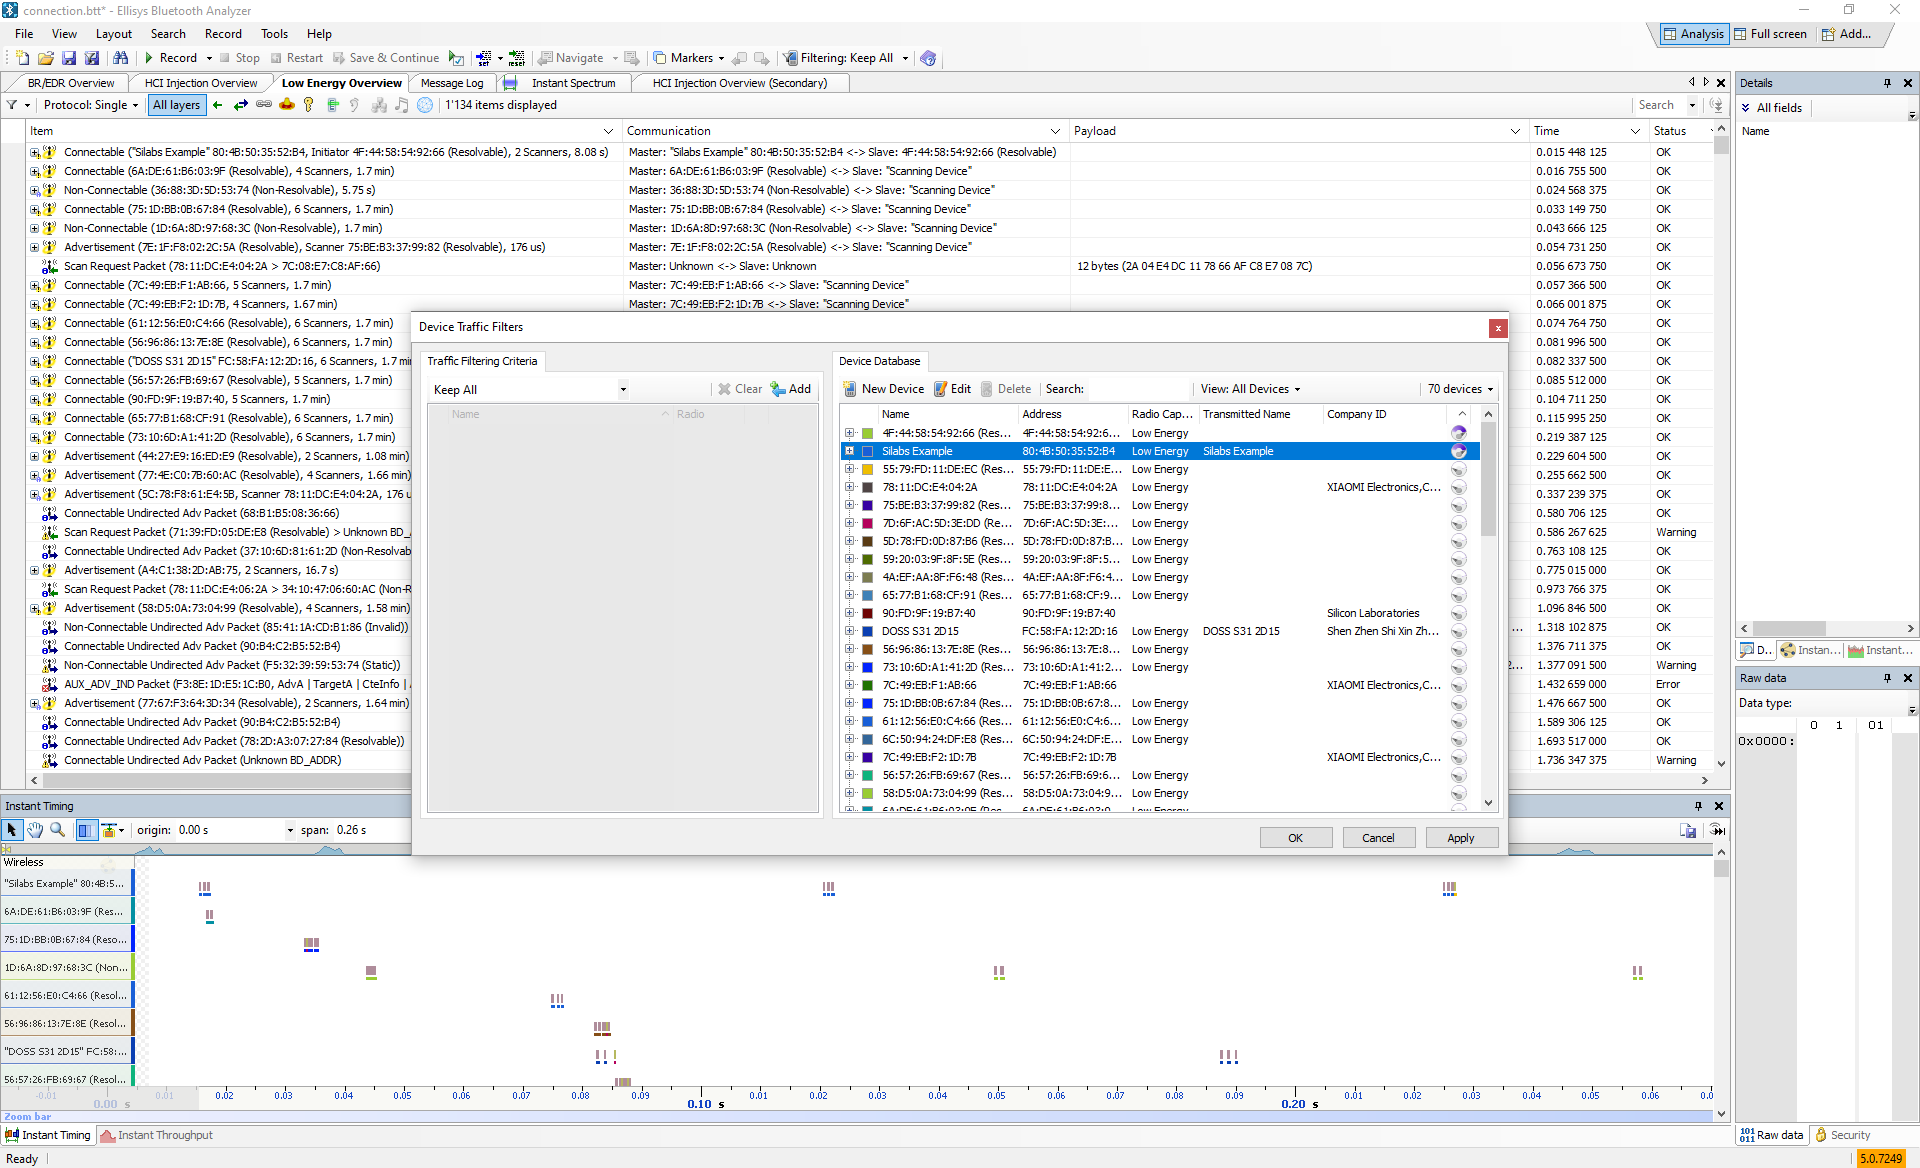 connection.btt* - Ellisys Bluetooth Analyzer
File View Layout Search Record Tools Help
Analysis Full screen Add...
Record Stop Restart Save & Continue Navigate Markers Filtering: Keep All
BR/EDR Overview HCI Injection Overview Low Energy Overview Message Log Instant Spectrum HCI Injection Overview (Secondary)
Protocol: Single All layers 1'134 items displayed Search
Item Communication Payload Time Status
Connectable ("Silabs Example" 80:4B:50:35:52:B4, Initiator 4F:44:58:54:92:66 (Resolvable), 2 Scanners, 8.08 s) Master: "Silabs Example" 80:4B:50:35:52:B4 <-> Slave: 4F:44:58:54:92:66 (Resolvable) 0.015 448 125 OK
Connectable (6A:DE:61:B6:03:9F (Resolvable), 4 Scanners, 1.7 min) Master: 6A:DE:61:B6:03:9F (Resolvable) <-> Slave: "Scanning Device" 0.016 755 500 OK
Non-Connectable (36:88:3D:5D:53:74 (Non-Resolvable), 5.75 s) Master: 36:88:3D:5D:53:74 (Non-Resolvable) <-> Slave: "Scanning Device" 0.024 568 375 OK
Connectable (75:1D:BB:0B:67:84 (Resolvable), 6 Scanners, 1.7 min) Master: 75:1D:BB:0B:67:84 (Resolvable) <-> Slave: "Scanning Device" 0.033 149 750 OK
Non-Connectable (1D:6A:8D:97:68:3C (Non-Resolvable), 1.7 min) Master: 1D:6A:8D:97:68:3C (Non-Resolvable) <-> Slave: "Scanning Device" 0.043 666 125 OK
Advertisement (7E:1F:F8:02:2C:5A (Resolvable), Scanner 75:BE:B3:37:99:82 (Resolvable), 176 us) Master: 7E:1F:F8:02:2C:5A (Resolvable) <-> Slave: "Scanning Device" 0.054 731 250 OK
Scan Request Packet (78:11:DC:E4:04:2A > 7C:08:E7:C8:AF:66) Master: Unknown <-> Slave: Unknown 12 bytes (2A 04 E4 DC 11 78 66 AF C8 E7 08 7C) 0.056 673 750 OK
Connectable (7C:49:EB:F1:AB:66, 5 Scanners, 1.7 min) Master: 7C:49:EB:F1:AB:66 <-> Slave: "Scanning Device" 0.057 366 500 OK
Connectable (7C:49:EB:F2:1D:7B, 4 Scanners, 1.67 min) Master: 7C:49:EB:F2:1D:7B <-> Slave: "Scanning Device" 0.066 001 875 OK
Connectable (61:12:56:E0:C4:66 (Resolvable), 6 Scanners, 1.7 min) 0.074 764 750 OK
Connectable (56:96:86:13:7E:8E (Resolvable), 6 Scanners, 1.7 min) 0.081 996 500 OK
Connectable ("DOSS S31 2D15" FC:58:FA:12:2D:16, 6 Scanners, 1.7 min 0.082 337 500 OK
Connectable (56:57:26:FB:69:67 (Resolvable), 5 Scanners, 1.7 min) 0.085 512 000 OK
Connectable (90:FD:9F:19:B7:40, 5 Scanners, 1.7 min) 0.104 711 250 OK
Connectable (65:77:B1:68:CF:91 (Resolvable), 6 Scanners, 1.7 min) 0.115 995 250 OK
Connectable (73:10:6D:A1:41:2D (Resolvable), 6 Scanners, 1.7 min) 0.219 387 125 OK
Advertisement (44:27:E9:16:ED:E9 (Resolvable), 2 Scanners, 1.08 min) 0.229 604 500 OK
Advertisement (77:4E:C0:7B:60:AC (Resolvable), 4 Scanners, 1.66 min) 0.255 662 500 OK
Advertisement (5C:78:F8:61:E4:5B, Scanner 78:11:DC:E4:04:2A, 176 u 0.337 239 375 OK
Connectable Undirected Adv Packet (68:B1:B5:08:36:66) 0.580 706 125 OK
Scan Request Packet (71:39:FD:05:DE:E8 (Resolvable) > Unknown BD_ 0.586 267 625 Warning
Connectable Undirected Adv Packet (37:10:6D:81:61:2D (Non-Resolvab 0.763 108 125 OK
Advertisement (A4:C1:38:2D:AB:75, 2 Scanners, 16.7 s) 0.775 015 000 OK
Scan Request Packet (78:11:DC:E4:06:2A > 34:10:47:06:60:AC (Non-R 0.973 766 375 OK
Advertisement (58:D5:0A:73:04:99 (Resolvable), 4 Scanners, 1.58 min) 1.096 846 500 OK
Non-Connectable Undirected Adv Packet (85:41:1A:CD:B1:86 (Invalid)) ... 1.318 102 875 OK
Connectable Undirected Adv Packet (90:B4:C2:B5:52:B4) 1.376 711 375 OK
Non-Connectable Undirected Adv Packet (F5:32:39:59:53:74 (Static)) 2... 1.377 091 500 Warning
AUX_ADV_IND Packet (F3:8E:1D:E5:1C:B0, AdvA | TargetA | CteInfo | 1.432 659 000 Error
Advertisement (77:67:F3:64:3D:34 (Resolvable), 2 Scanners, 1.64 min) 1.476 667 500 OK
Connectable Undirected Adv Packet (90:B4:C2:B5:52:B4) 1.589 306 125 OK
Connectable Undirected Adv Packet (78:2D:A3:07:27:84 (Resolvable)) 1.693 517 000 OK
Connectable Undirected Adv Packet (Unknown BD_ADDR) 1.736 347 375 Warning
Device Traffic Filters
Traffic Filtering Criteria
Keep All Clear Add
Name Radio
Device Database
New Device Edit Delete Search: View: All Devices 70 devices
Name Address Radio Cap... Transmitted Name Company ID
4F:44:58:54:92:66 (Res... 4F:44:58:54:92:6... Low Energy
Silabs Example 80:4B:50:35:52:B4 Low Energy Silabs Example
55:79:FD:11:DE:EC (Res... 55:79:FD:11:DE:E... Low Energy
78:11:DC:E4:04:2A 78:11:DC:E4:04:2A Low Energy XIAOMI Electronics,C...
75:BE:B3:37:99:82 (Res... 75:BE:B3:37:99:8... Low Energy
7D:6F:AC:5D:3E:DD (Re... 7D:6F:AC:5D:3E:... Low Energy
5D:78:FD:0D:87:B6 (Res... 5D:78:FD:0D:87:B... Low Energy
59:20:03:9F:8F:5E (Res... 59:20:03:9F:8F:5... Low Energy
4A:EF:AA:8F:F6:48 (Res... 4A:EF:AA:8F:F6:4... Low Energy
65:77:B1:68:CF:91 (Res... 65:77:B1:68:CF:9... Low Energy
90:FD:9F:19:B7:40 90:FD:9F:19:B7:40 Silicon Laboratories
DOSS S31 2D15 FC:58:FA:12:2D:16 Low Energy DOSS S31 2D15 Shen Zhen Shi Xin Zh...
56:96:86:13:7E:8E (Res... 56:96:86:13:7E:8... Low Energy
73:10:6D:A1:41:2D (Res... 73:10:6D:A1:41:2... Low Energy
7C:49:EB:F1:AB:66 7C:49:EB:F1:AB:66 XIAOMI Electronics,C...
75:1D:BB:0B:67:84 (Res... 75:1D:BB:0B:67:8... Low Energy
61:12:56:E0:C4:66 (Res... 61:12:56:E0:C4:6... Low Energy
6C:50:94:24:DF:E8 (Res... 6C:50:94:24:DF:E... Low Energy
7C:49:EB:F2:1D:7B 7C:49:EB:F2:1D:7B XIAOMI Electronics,C...
56:57:26:FB:69:67 (Res... 56:57:26:FB:69:6... Low Energy
58:D5:0A:73:04:99 (Res... 58:D5:0A:73:04:9... Low Energy
6A:DE:61:B6:03:9F (Res... 6A:DE:61:B6:03:9... Low Energy
OK Cancel Apply
Details
All fields
Name
D... Instan... Instant...
Raw data
Data type:
0 1 01
0x0000:
Raw data Security
Instant Timing
origin: 0.00 s span: 0.26 s
Wireless
"Silabs Example" 80:4B:5...
6A:DE:61:B6:03:9F (Res...
75:1D:BB:0B:67:84 (Reso...
1D:6A:8D:97:68:3C (Non...
61:12:56:E0:C4:66 (Resol...
56:96:86:13:7E:8E (Resol...
"DOSS S31 2D15" FC:58:...
56:57:26:FB:69:67 (Resol...
-0.01 0.01 0.02 0.03 0.04 0.05 0.06 0.07 0.08 0.09 0.01 0.02 0.03 0.04 0.05 0.06 0.07 0.08 0.09 0.01 0.02 0.03 0.04 0.05 0.06 0.0
0.00 s 0.10 s 0.20 s
Zoom bar
Instant Timing Instant Throughput
Ready 5.0.7249